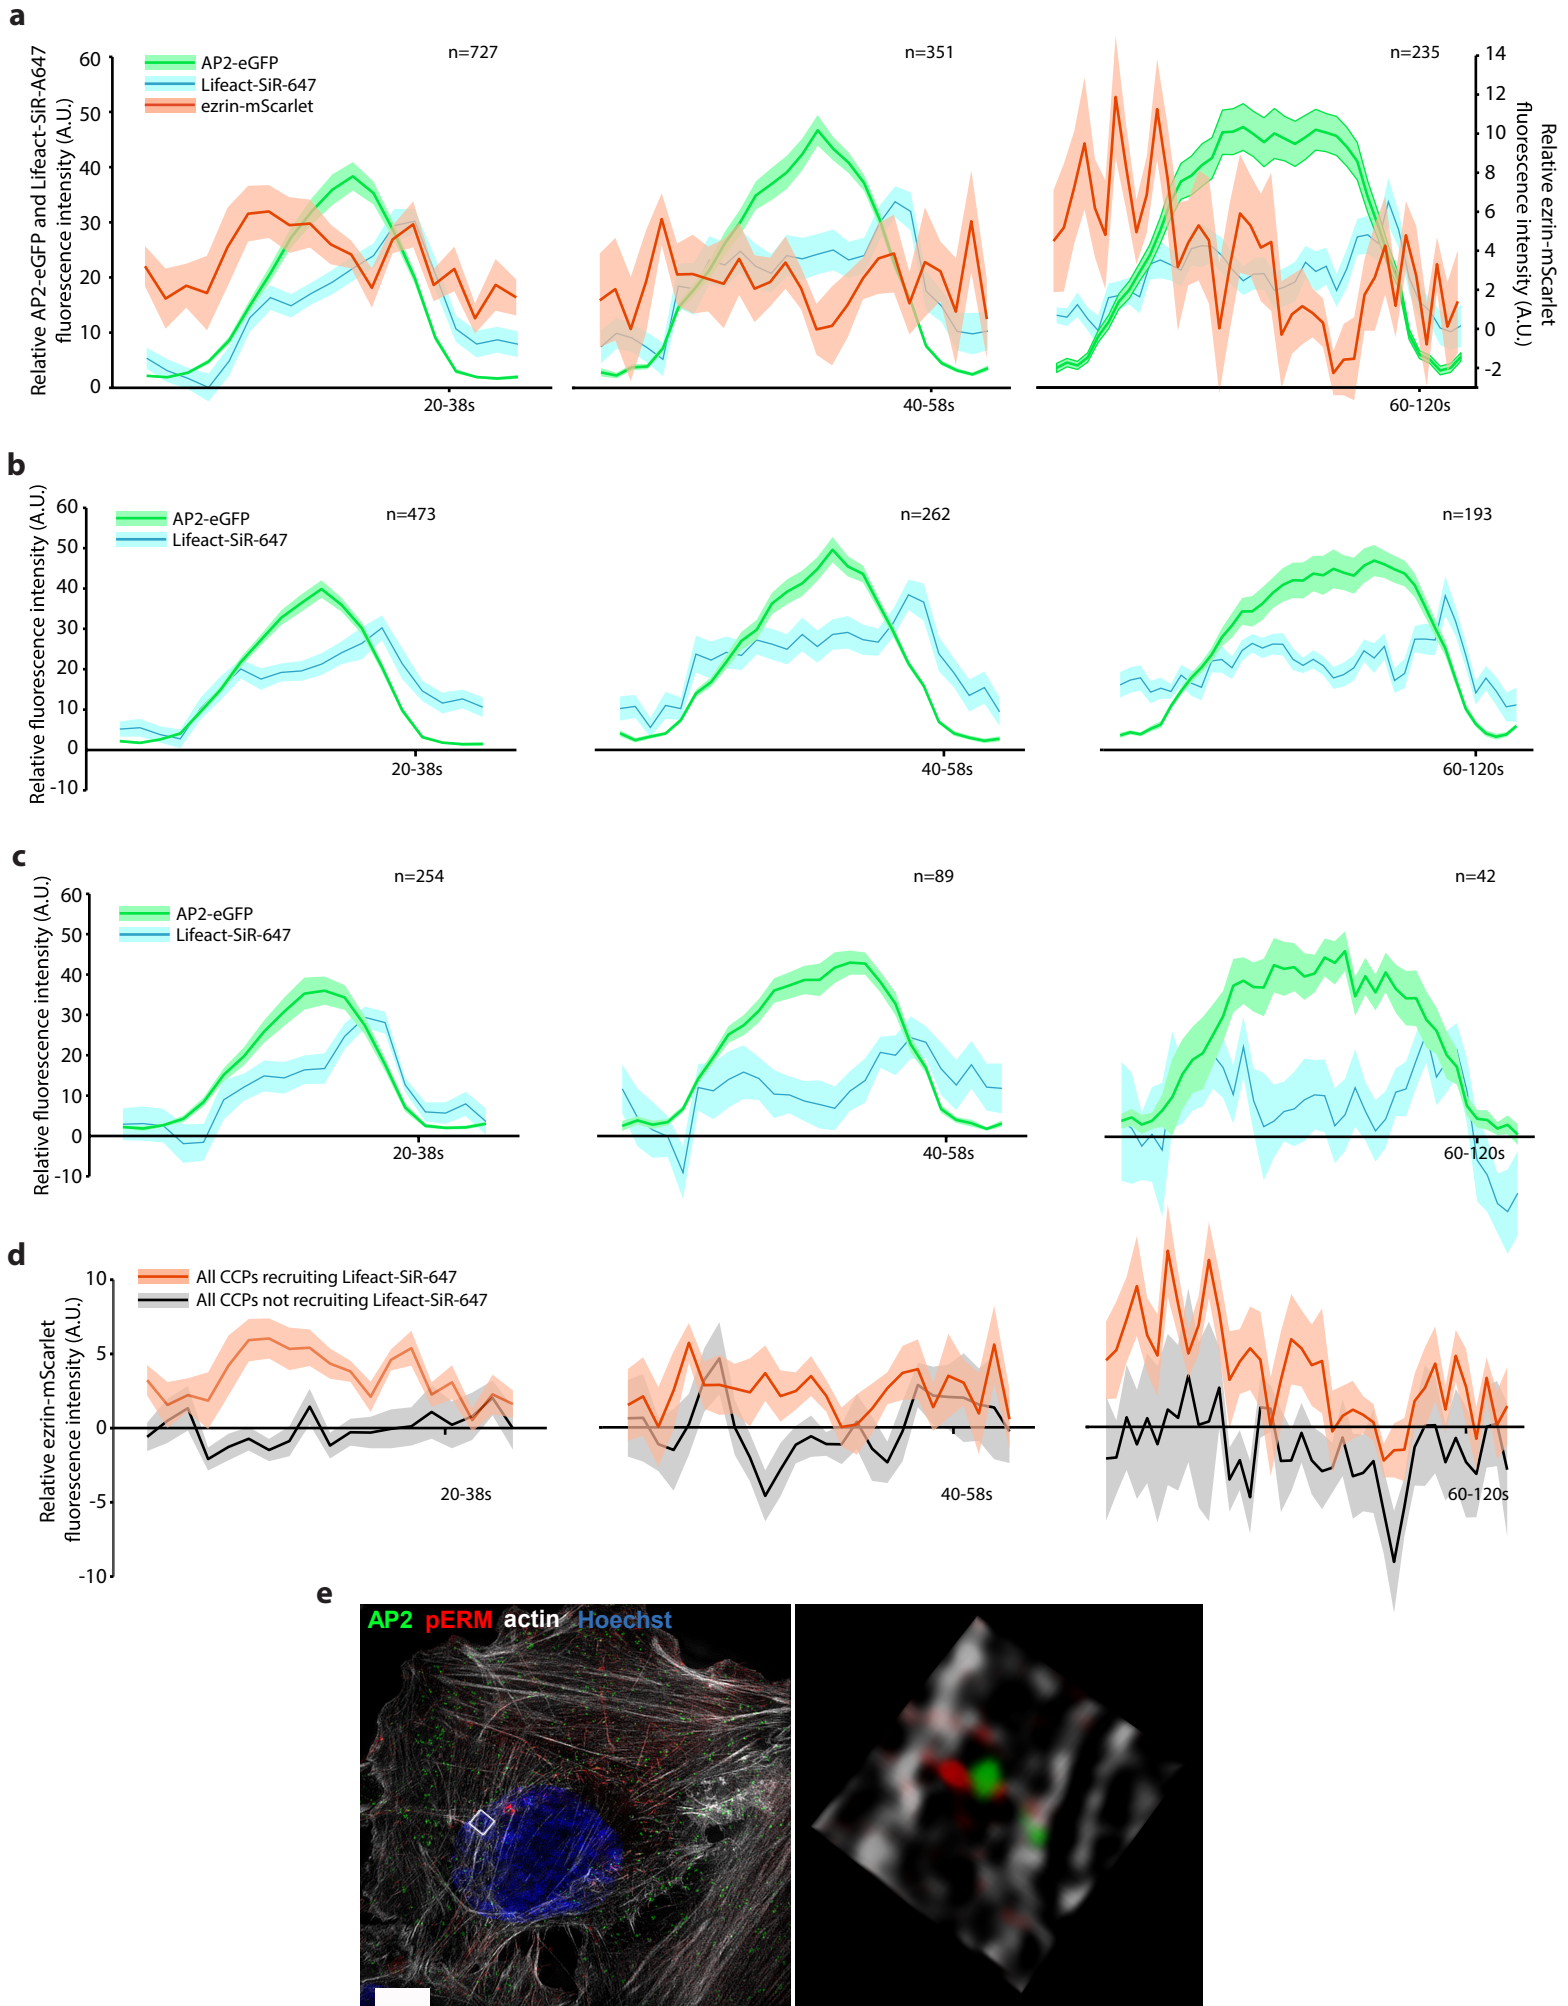 a
Relative AP2-eGFP and Lifeact-SiR-A647
fluorescence intensity (A.U.)
60
50
40
30
20
10
0
AP2-eGFP
Lifeact-SiR-647
ezrin-mScarlet
n=727
20-38s
n=351
40-58s
n=235
60-120s
14
12
10
8
6
4
2
0
-2
Relative ezrin-mScarlet
fluorescence intensity (A.U.)
b
Relative fluorescence intensity (A.U.)
60
50
40
30
20
10
0
-10
AP2-eGFP
Lifeact-SiR-647
n=473
20-38s
n=262
40-58s
n=193
60-120s
c
Relative fluorescence intensity (A.U.)
60
50
40
30
20
10
0
-10
AP2-eGFP
Lifeact-SiR-647
n=254
20-38s
n=89
40-58s
n=42
60-120s
d
Relative ezrin-mScarlet
fluorescence intensity (A.U.)
10
5
0
-5
-10
All CCPs recruiting Lifeact-SiR-647
All CCPs not recruiting Lifeact-SiR-647
20-38s
40-58s
60-120s
e
AP2 pERM actin Hoechst